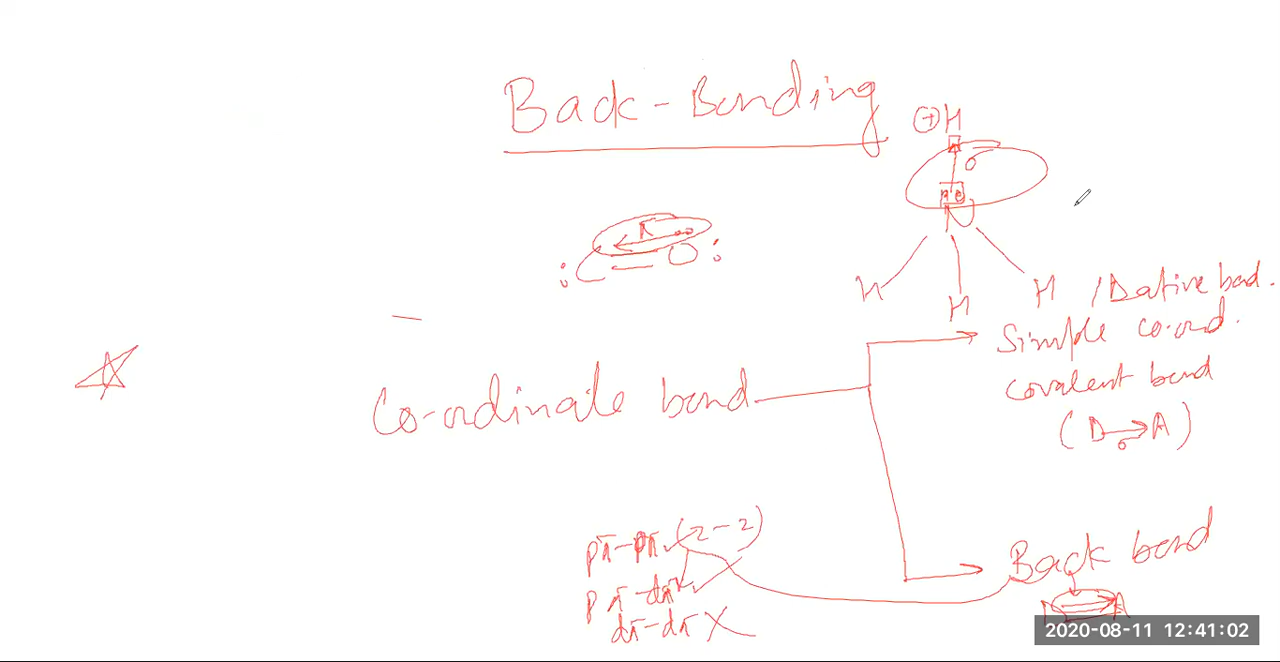 Back-Bonding
⊕H
σ
N
π
:C=O:
H H H
/Dative bond.
Simple co-ord.
covalent bond
(D→A)
σ
Co-ordinate bond
pπ-pπ (2-2)
pπ-dπ
dπ-dπ X
Back bond
2020-08-11 12:41:02